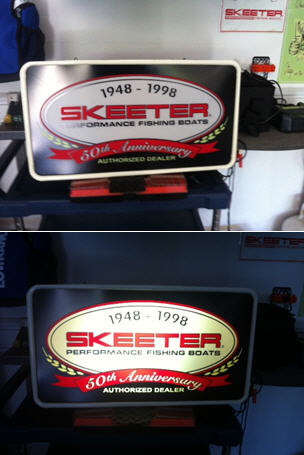 SKEETER
1948 - 1998
SKEETER
PERFORMANCE FISHING BOATS
50th Anniversary
AUTHORIZED DEALER
SKEETER
1948 - 1998
SKEETER
PERFORMANCE FISHING BOATS
50th Anniversary
AUTHORIZED DEALER